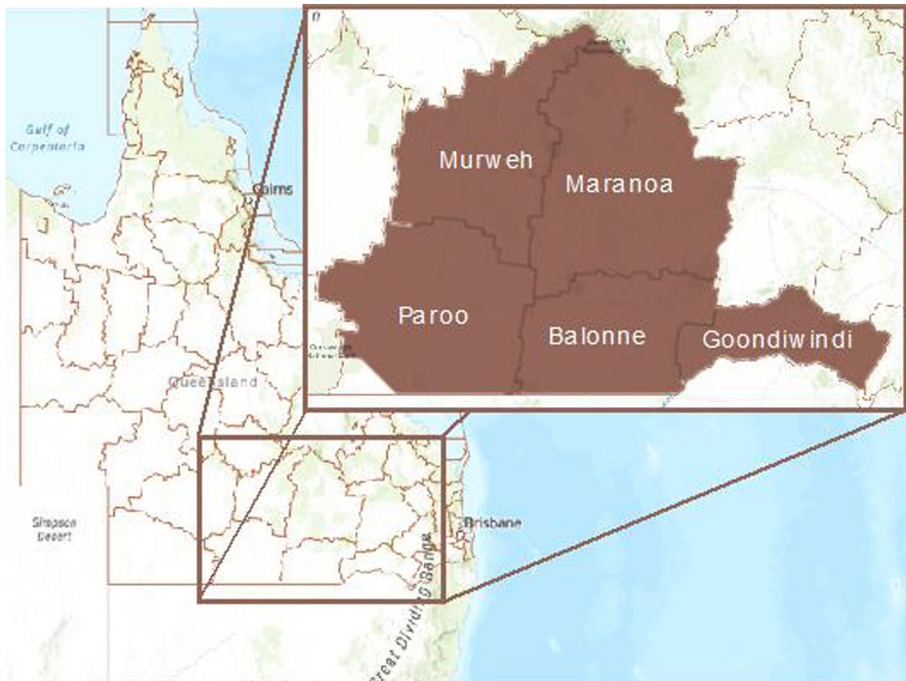 Gulf of
Carpentaria
Cairns
Murweh
Maranoa
Paroo
Balonne
Goondiwindi
Queensland
Simpson
Desert
Brisbane
Great Dividing Range